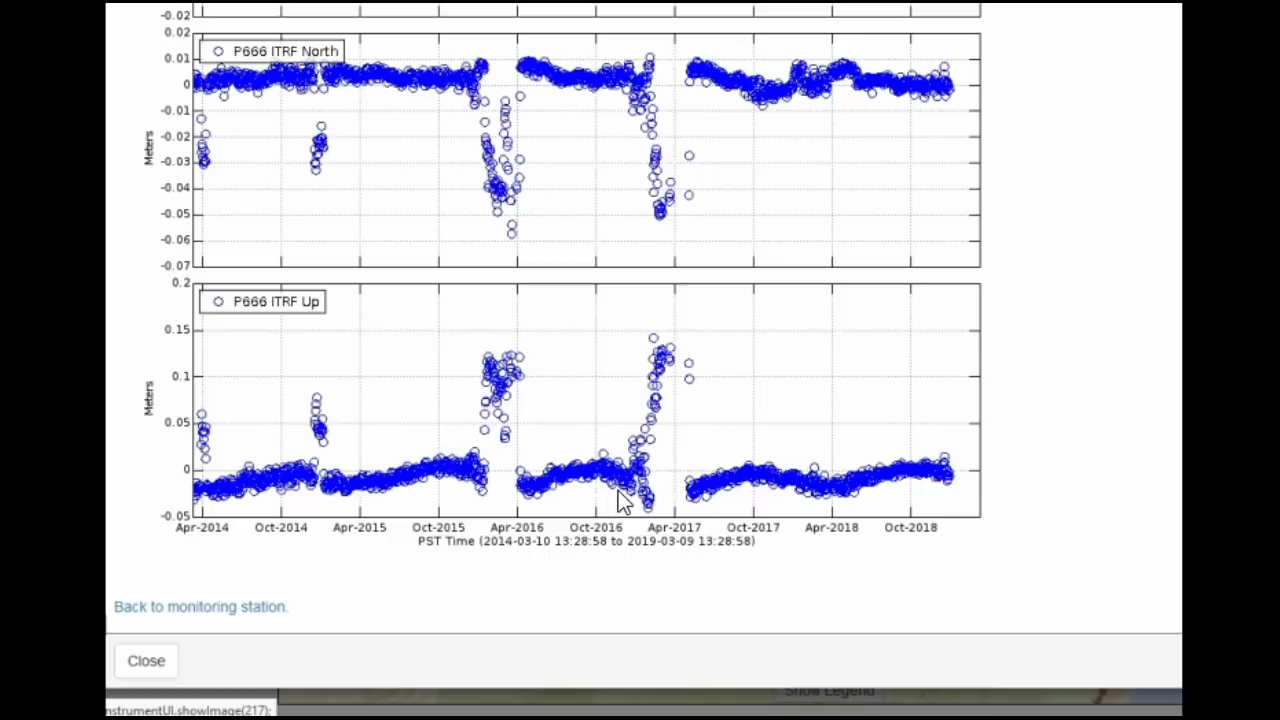 -0.02
0.02
P666 ITRF North
0.01
0
-0.01
-0.02
-0.03
-0.04
-0.05
-0.06
-0.07
Meters
0.2
P666 ITRF Up
0.15
0.1
0.05
0
-0.05
Meters
Apr-2014 Oct-2014 Apr-2015 Oct-2015 Apr-2016 Oct-2016 Apr-2017 Oct-2017 Apr-2018 Oct-2018
PST Time (2014-03-10 13:28:58 to 2019-03-09 13:28:58)
Back to monitoring station.
Close
Show Legend
nstrumentUI.showImage(217);